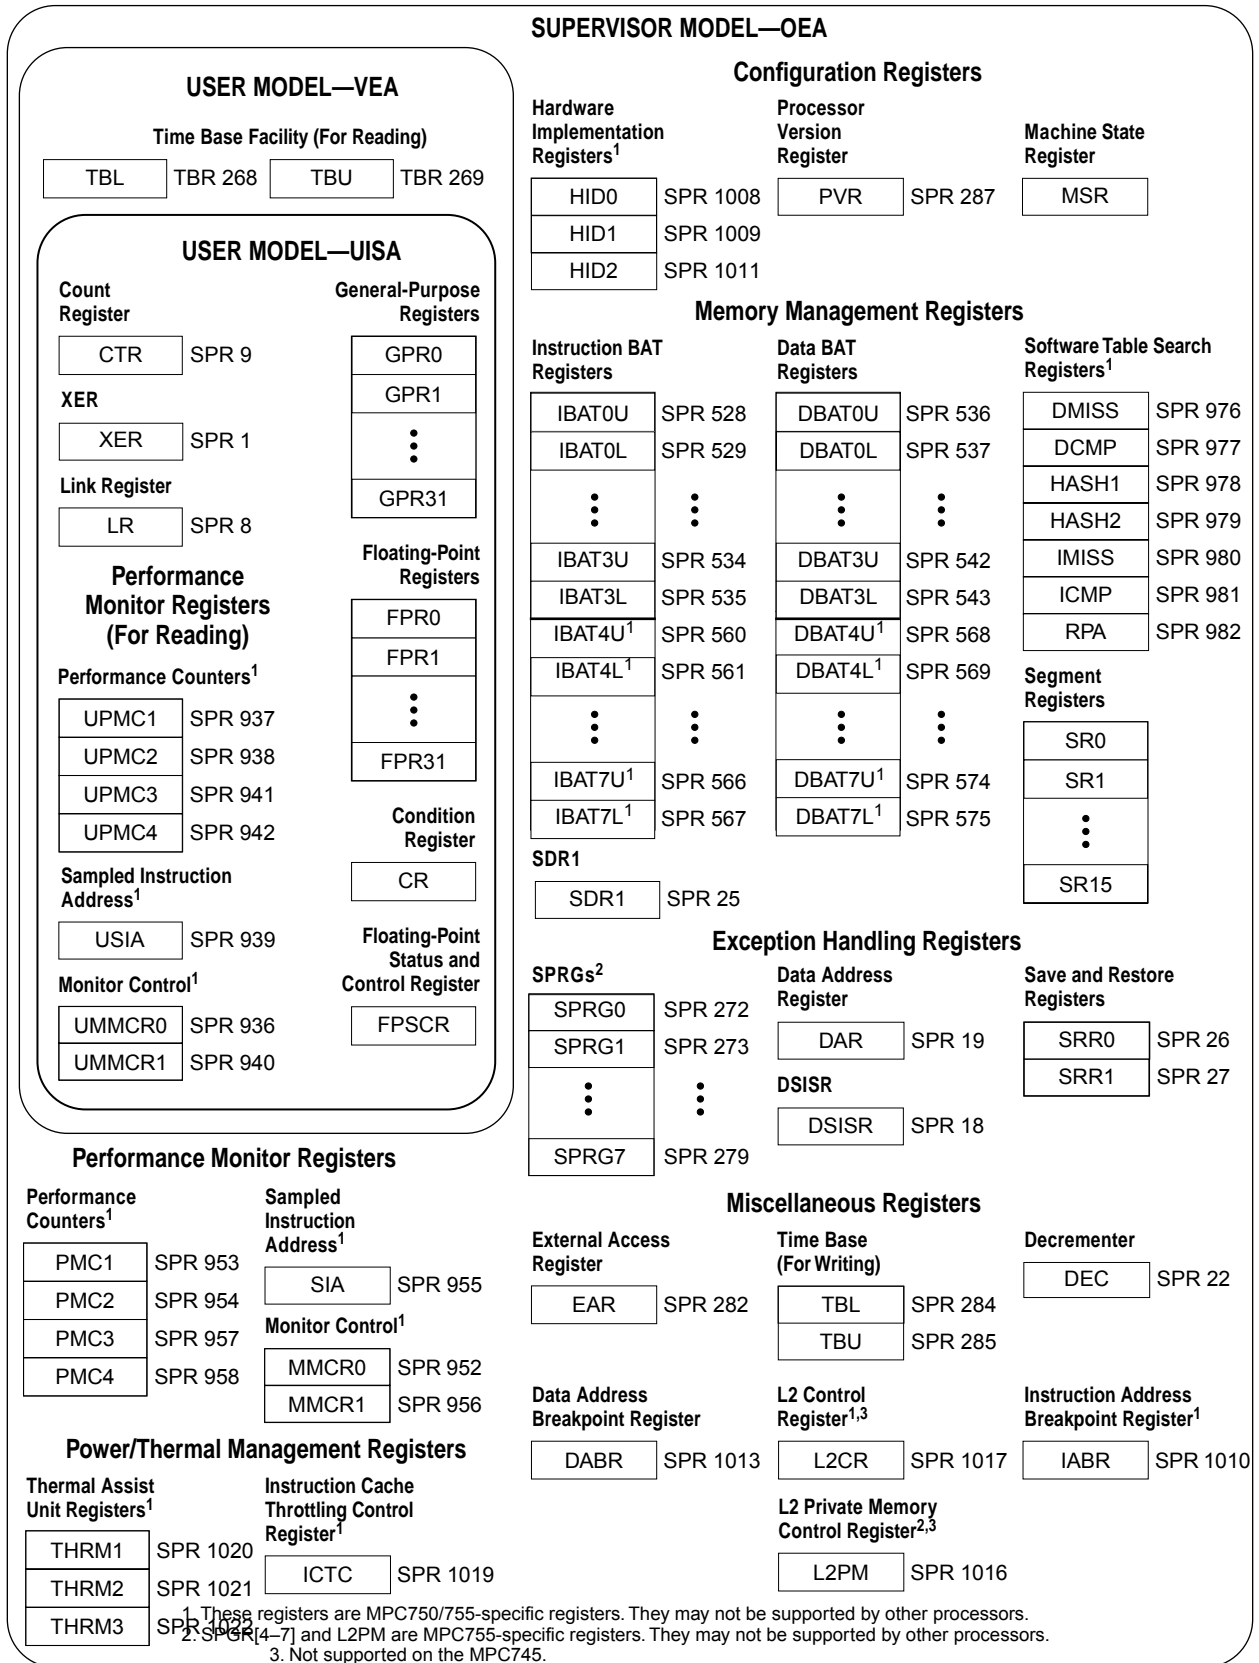 SUPERVISOR MODEL—OEA
USER MODEL—VEA
Time Base Facility (For Reading)
TBL TBR 268 TBU TBR 269
USER MODEL—UISA
Count
Register
CTR SPR 9
XER
XER SPR 1
Link Register
LR SPR 8
Performance
Monitor Registers
(For Reading)
Performance Counters1
UPMC1 SPR 937
UPMC2 SPR 938
UPMC3 SPR 941
UPMC4 SPR 942
Sampled Instruction
Address1
USIA SPR 939
Monitor Control1
UMMCR0 SPR 936
UMMCR1 SPR 940
General-Purpose
Registers
GPR0
GPR1
GPR31
Floating-Point
Registers
FPR0
FPR1
FPR31
Condition
Register
CR
Floating-Point
Status and
Control Register
FPSCR
Performance Monitor Registers
Performance
Counters1
PMC1 SPR 953
PMC2 SPR 954
PMC3 SPR 957
PMC4 SPR 958
Sampled
Instruction
Address1
SIA SPR 955
Monitor Control1
MMCR0 SPR 952
MMCR1 SPR 956
Power/Thermal Management Registers
Thermal Assist
Unit Registers1
THRM1 SPR 1020
THRM2 SPR 1021
THRM3 SPR 1022
Instruction Cache
Throttling Control
Register1
ICTC SPR 1019
Configuration Registers
Hardware
Implementation
Registers1
HID0 SPR 1008
HID1 SPR 1009
HID2 SPR 1011
Processor
Version
Register
PVR SPR 287
Machine State
Register
MSR
Memory Management Registers
Instruction BAT
Registers
IBAT0U SPR 528
IBAT0L SPR 529
IBAT3U SPR 534
IBAT3L SPR 535
IBAT4U1 SPR 560
IBAT4L1 SPR 561
IBAT7U1 SPR 566
IBAT7L1 SPR 567
Data BAT
Registers
DBAT0U SPR 536
DBAT0L SPR 537
DBAT3U SPR 542
DBAT3L SPR 543
DBAT4U1 SPR 568
DBAT4L1 SPR 569
DBAT7U1 SPR 574
DBAT7L1 SPR 575
Software Table Search
Registers1
DMISS SPR 976
DCMP SPR 977
HASH1 SPR 978
HASH2 SPR 979
IMISS SPR 980
ICMP SPR 981
RPA SPR 982
Segment
Registers
SR0
SR1
SR15
SDR1
SDR1 SPR 25
Exception Handling Registers
SPRGs2
SPRG0 SPR 272
SPRG1 SPR 273
SPRG7 SPR 279
Data Address
Register
DAR SPR 19
DSISR
DSISR SPR 18
Save and Restore
Registers
SRR0 SPR 26
SRR1 SPR 27
Miscellaneous Registers
External Access
Register
EAR SPR 282
Time Base
(For Writing)
TBL SPR 284
TBU SPR 285
Decrementer
DEC SPR 22
Data Address
Breakpoint Register
DABR SPR 1013
L2 Control
Register1,3
L2CR SPR 1017
Instruction Address
Breakpoint Register1
IABR SPR 1010
L2 Private Memory
Control Register2,3
L2PM SPR 1016
1. These registers are MPC750/755-specific registers. They may not be supported by other processors.
2. SPGR[4–7] and L2PM are MPC755-specific registers. They may not be supported by other processors.
3. Not supported on the MPC745.